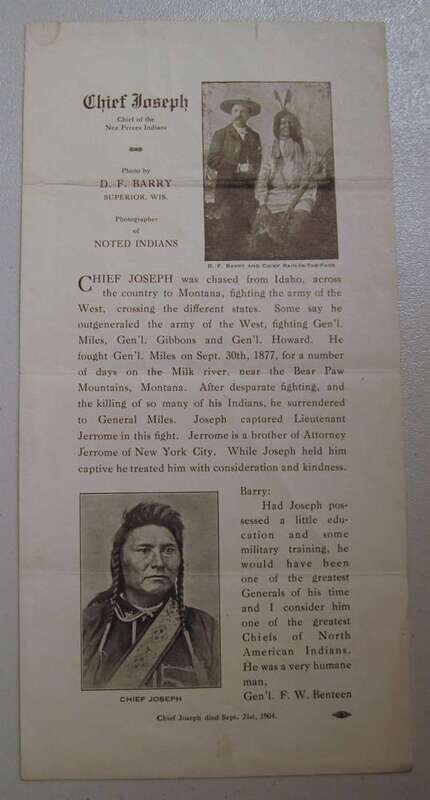 Chief Joseph
Chief of the
Nez Perces Indians
Photo by
D. F. BARRY
SUPERIOR, WIS.
Photographer
of
NOTED INDIANS
D. F. BARRY AND CHIEF RAIN-IN-THE-FACE
CHIEF JOSEPH was chased from Idaho, across
the country to Montana, fighting the army of the
West, crossing the different states. Some say he
outgeneraled the army of the West, fighting Gen'l.
Miles, Gen'l. Gibbons and Gen'l. Howard. He
fought Gen'l. Miles on Sept. 30th, 1877, for a number
of days on the Milk river, near the Bear Paw
Mountains, Montana. After desparate fighting, and
the killing of so many of his Indians, he surrendered
to General Miles. Joseph captured Lieutenant
Jerrome in this fight. Jerrome is a brother of Attorney
Jerrome of New York City. While Joseph held him
captive he treated him with consideration and kindness.
Barry:
Had Joseph pos-
sessed a little edu-
cation and some
military training, he
would have been
one of the greatest
Generals of his time
and I consider him
one of the greatest
Chiefs of North
American Indians.
He was a very humane
man,
Gen'l. F. W. Benteen
CHIEF JOSEPH
Chief Joseph died Sept. 21st, 1904.